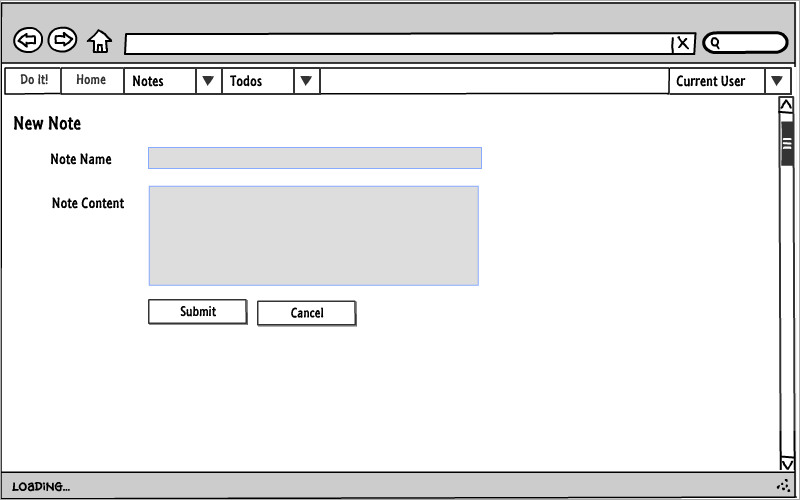 Do It! Home Notes Todos Current User
New Note
Note Name
Note Content
Submit Cancel
LOADING...